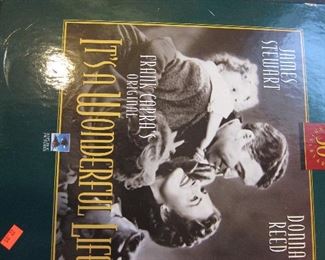 JAMES
STEWART
DONNA
REED
FRANK CAPRA'S
ORIGINAL
IT'S A WONDERFUL LIFE